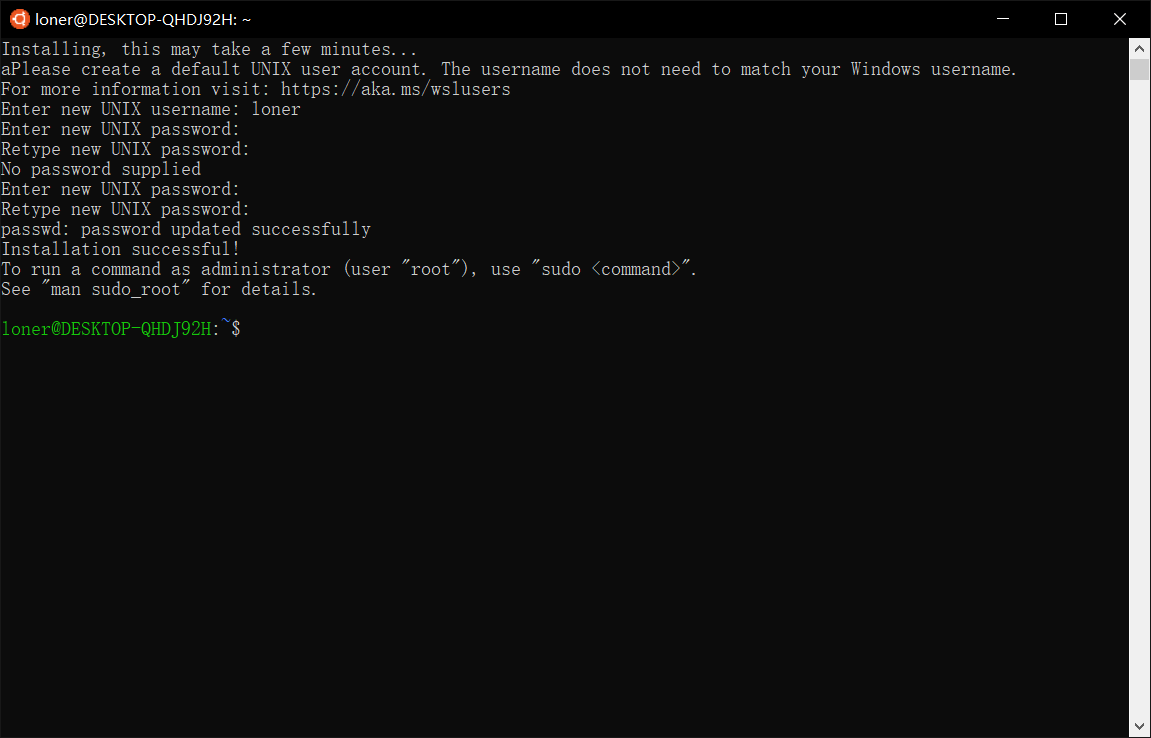 loner@DESKTOP-QHDJ92H: ~
Installing, this may take a few minutes...
aPlease create a default UNIX user account. The username does not need to match your Windows username.
For more information visit: https://aka.ms/wslusers
Enter new UNIX username: loner
Enter new UNIX password:
Retype new UNIX password:
No password supplied
Enter new UNIX password:
Retype new UNIX password:
passwd: password updated successfully
Installation successful!
To run a command as administrator (user "root"), use "sudo <command>".
See "man sudo_root" for details.
loner@DESKTOP-QHDJ92H:~$